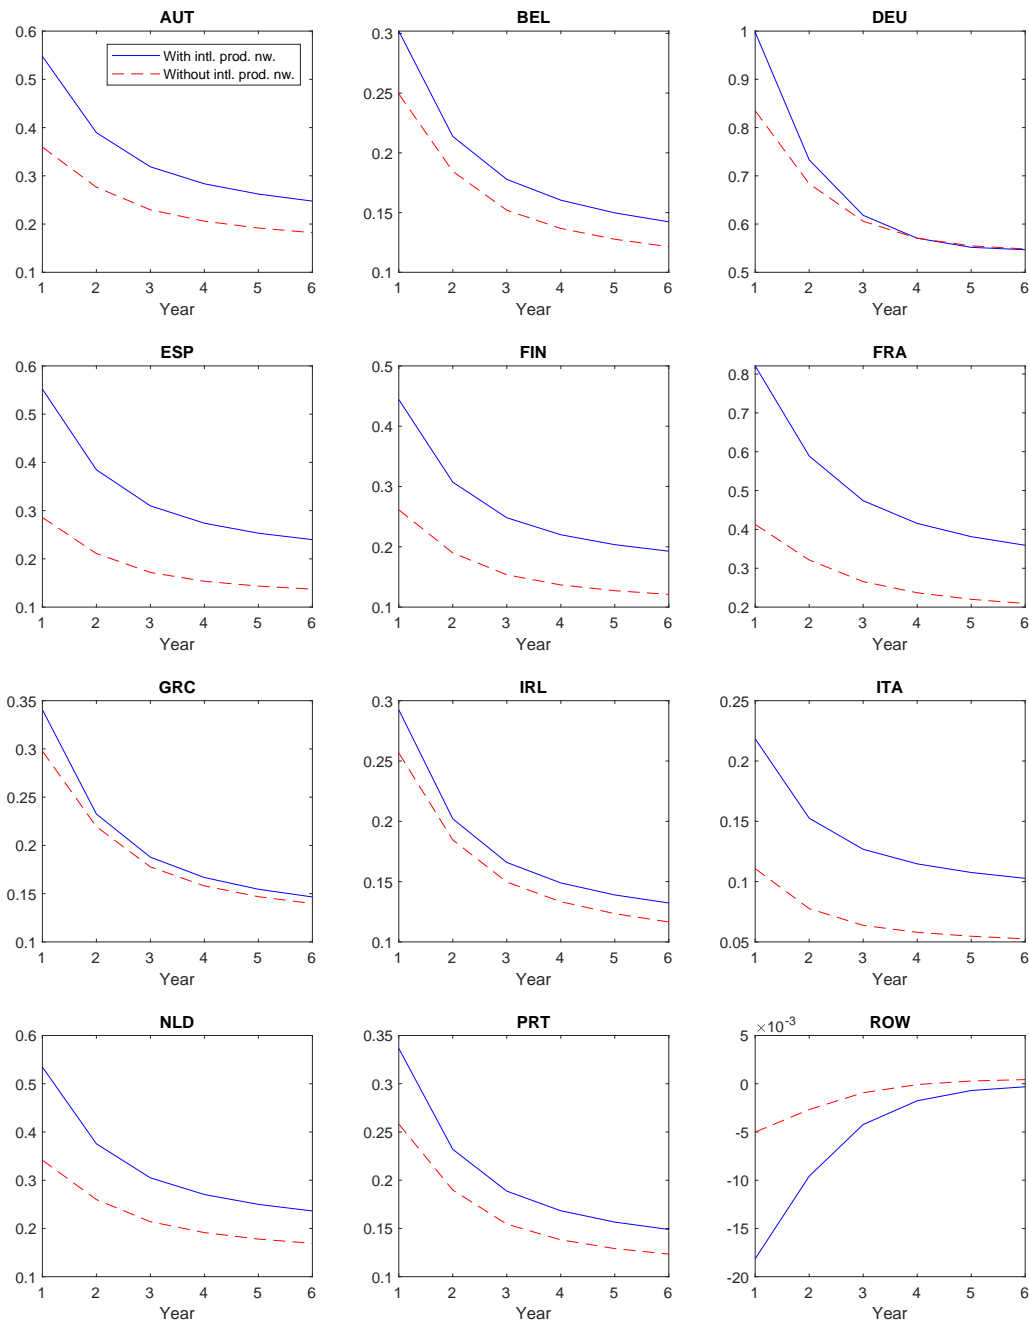 AUT
0.6
0.5
0.4
0.3
0.2
0.1
With intl. prod. nw.
Without intl. prod. nw.
1 2 3 4 5 6
Year
BEL
0.3
0.25
0.2
0.15
0.1
1 2 3 4 5 6
Year
DEU
1
0.9
0.8
0.7
0.6
0.5
1 2 3 4 5 6
Year
ESP
0.6
0.5
0.4
0.3
0.2
0.1
1 2 3 4 5 6
Year
FIN
0.5
0.4
0.3
0.2
0.1
1 2 3 4 5 6
Year
FRA
0.8
0.7
0.6
0.5
0.4
0.3
0.2
1 2 3 4 5 6
Year
GRC
0.35
0.3
0.25
0.2
0.15
0.1
1 2 3 4 5 6
Year
IRL
0.3
0.25
0.2
0.15
0.1
1 2 3 4 5 6
Year
ITA
0.25
0.2
0.15
0.1
0.05
1 2 3 4 5 6
Year
NLD
0.6
0.5
0.4
0.3
0.2
0.1
1 2 3 4 5 6
Year
PRT
0.35
0.3
0.25
0.2
0.15
0.1
1 2 3 4 5 6
Year
ROW
×10⁻³
5
0
-5
-10
-15
-20
1 2 3 4 5 6
Year